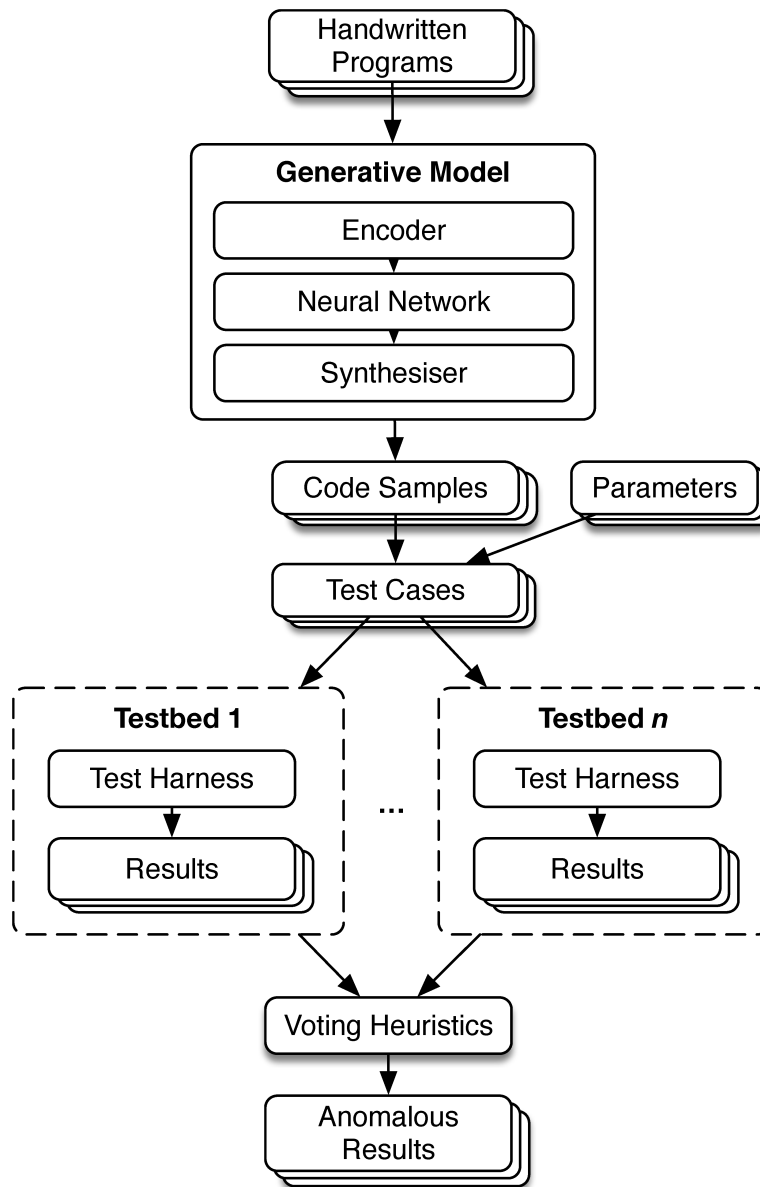 Handwritten
Programs
Generative Model
Encoder
Neural Network
Synthesiser
Code Samples
Parameters
Test Cases
Testbed 1
Test Harness
Results
...
Testbed n
Test Harness
Results
Voting Heuristics
Anomalous
Results